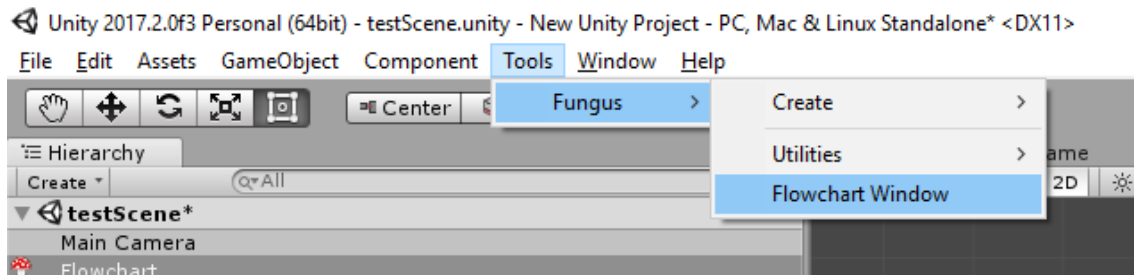 Unity 2017.2.0f3 Personal (64bit) - testScene.unity - New Unity Project - PC, Mac & Linux Standalone* <DX11>
File Edit Assets GameObject Component Tools Window Help
Center Fungus > Create >
Hierarchy Utilities > ame
Create All Flowchart Window 2D
testScene*
Main Camera
Flowchart